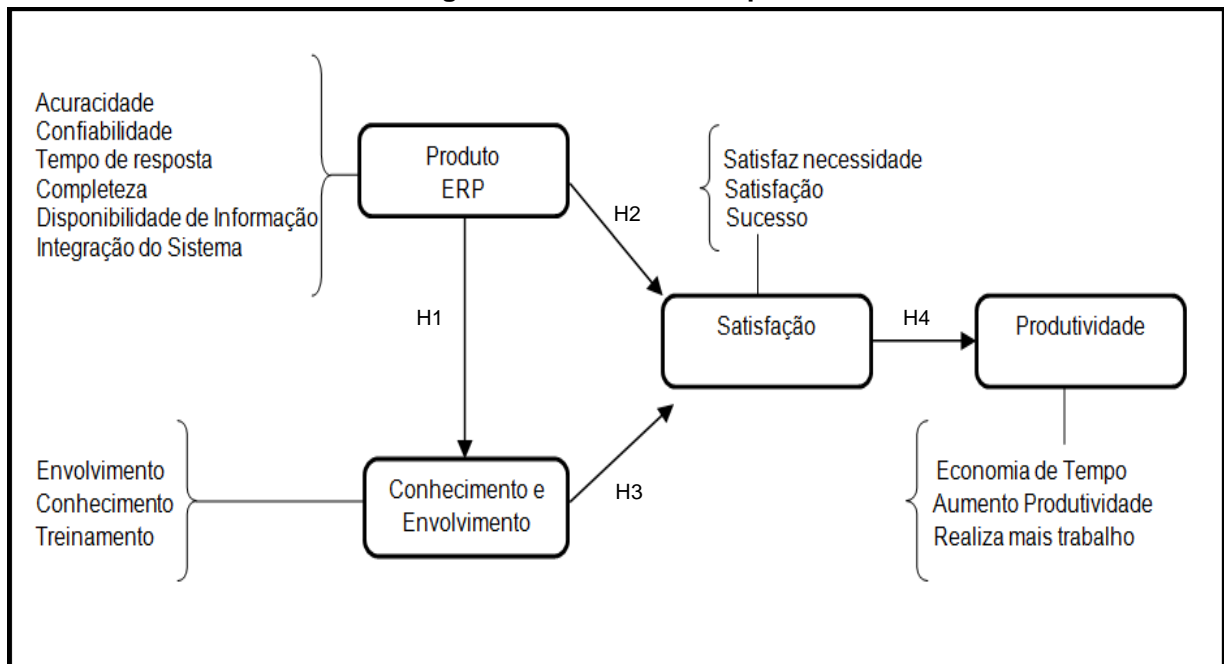 Acuracidade
Confiabilidade
Tempo de resposta
Completeza
Disponibilidade de Informação
Integração do Sistema
Produto
ERP
H2
Satisfaz necessidade
Satisfação
Sucesso
H1
Satisfação
H4
Produtividade
Envolvimento
Conhecimento
Treinamento
Conhecimento e
Envolvimento
H3
Economia de Tempo
Aumento Produtividade
Realiza mais trabalho